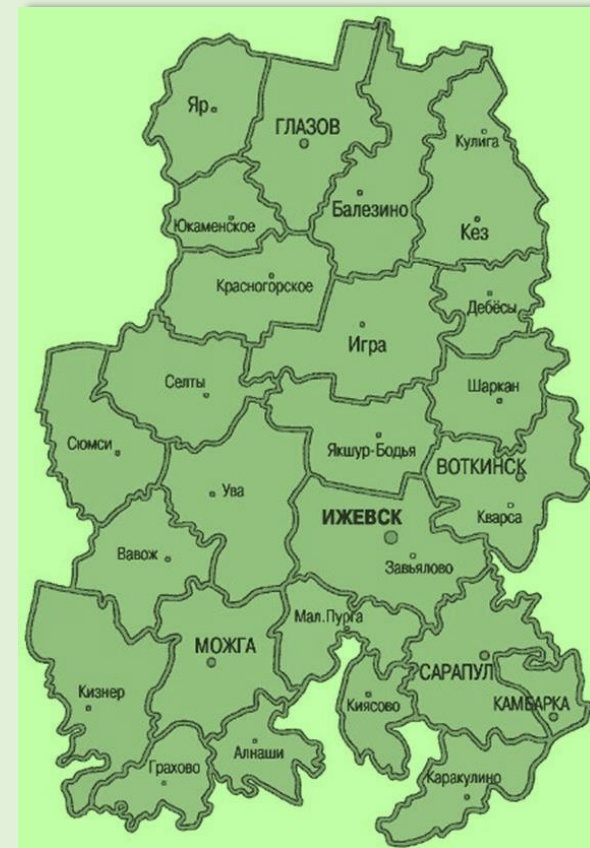 Яр
ГЛАЗОВ
Кулига
Балезино
Юкаменское
Кез
Красногорское
Дебёсы
Игра
Селты
Шаркан
Сюмси
Якшур-Бодья
ВОТКИНСК
Ува
Кварса
ИЖЕВСК
Вавож
Завьялово
Мал.Пурга
МОЖГА
САРАПУЛ
Кизнер
Киясово
КАМБАРКА
Алнаши
Грахово
Каракулино